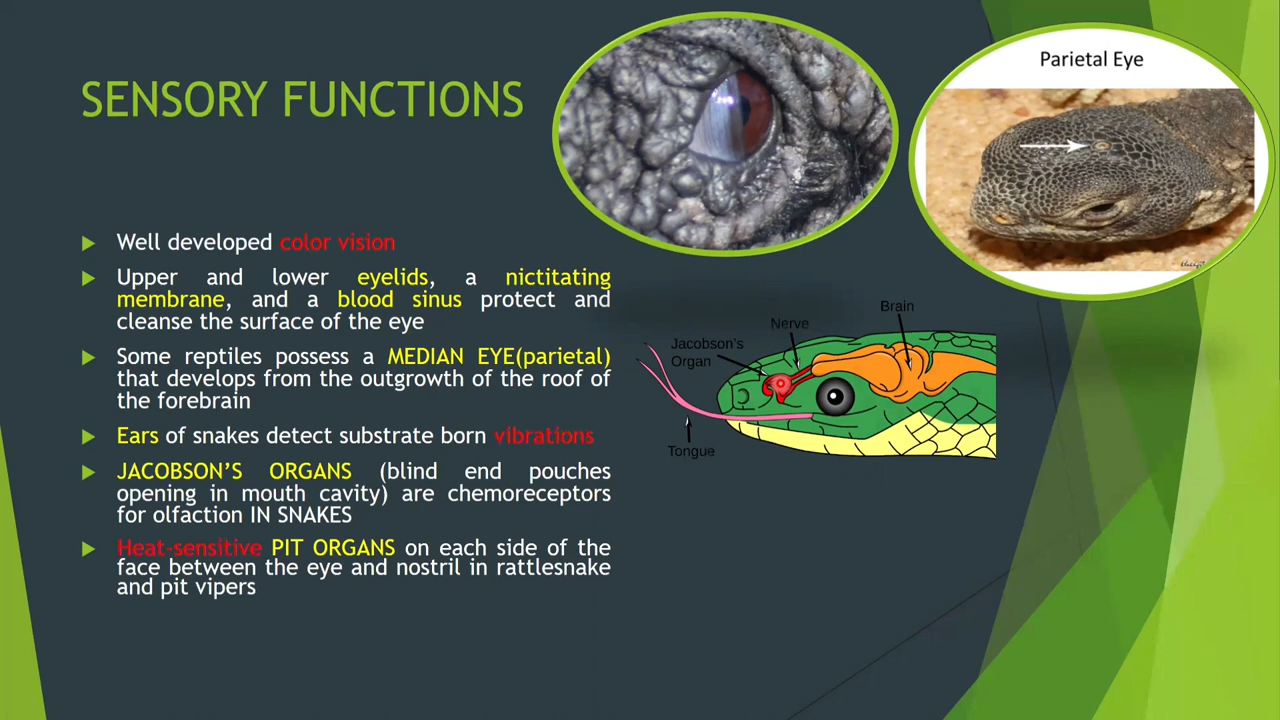 SENSORY FUNCTIONS
Parietal Eye
Well developed color vision
Upper and lower eyelids, a nictitating
membrane, and a blood sinus protect and
cleanse the surface of the eye
Some reptiles possess a MEDIAN EYE(parietal)
that develops from the outgrowth of the roof of
the forebrain
Ears of snakes detect substrate born vibrations
JACOBSON’S ORGANS (blind end pouches
opening in mouth cavity) are chemoreceptors
for olfaction IN SNAKES
Heat-sensitive PIT ORGANS on each side of the
face between the eye and nostril in rattlesnake
and pit vipers
Brain
Nerve
Jacobson's
Organ
Tongue